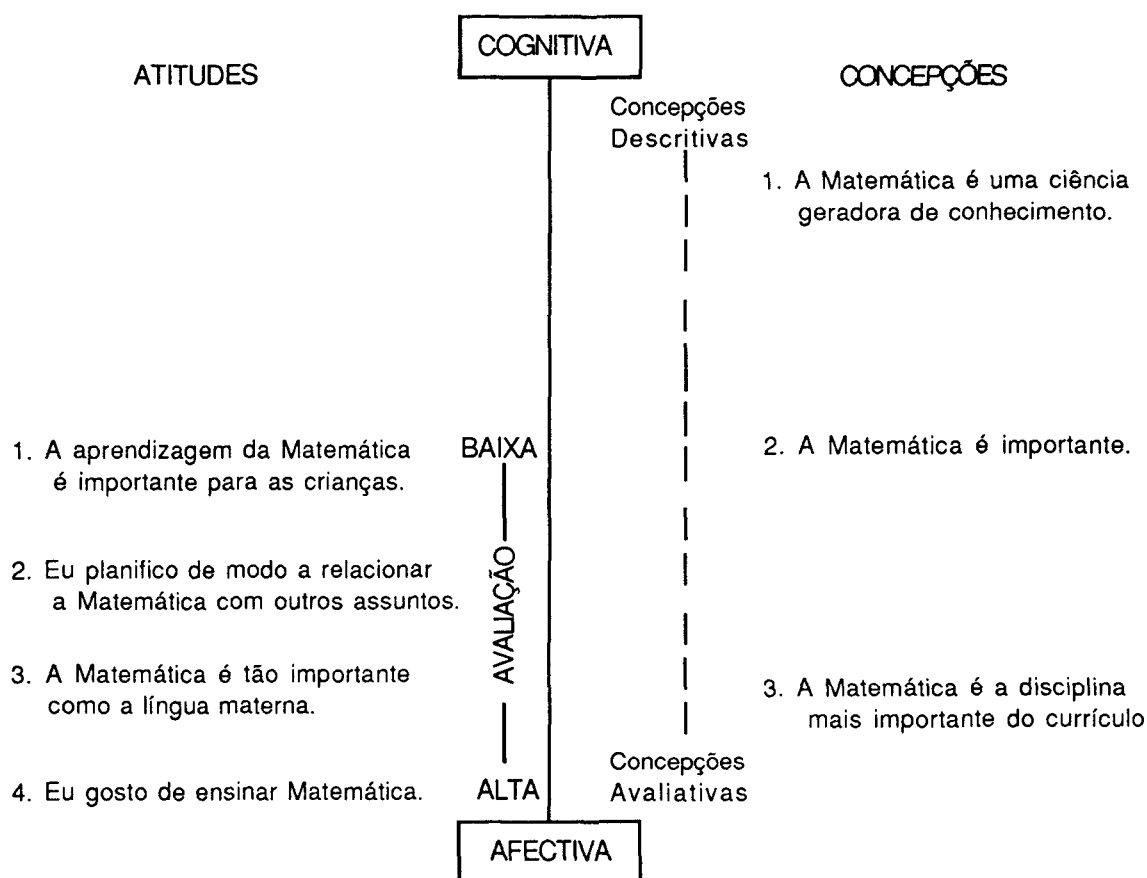 COGNITIVA
ATITUDES
CONCEPÇÕES
Concepções
Descritivas
1. A Matemática é uma ciência
geradora de conhecimento.
1. A aprendizagem da Matemática
é importante para as crianças.
BAIXA
2. A Matemática é importante.
AVALIAÇÃO
2. Eu planifico de modo a relacionar
a Matemática com outros assuntos.
3. A Matemática é tão importante
como a língua materna.
3. A Matemática é a disciplina
mais importante do currículo
4. Eu gosto de ensinar Matemática.
ALTA
Concepções
Avaliativas
AFECTIVA